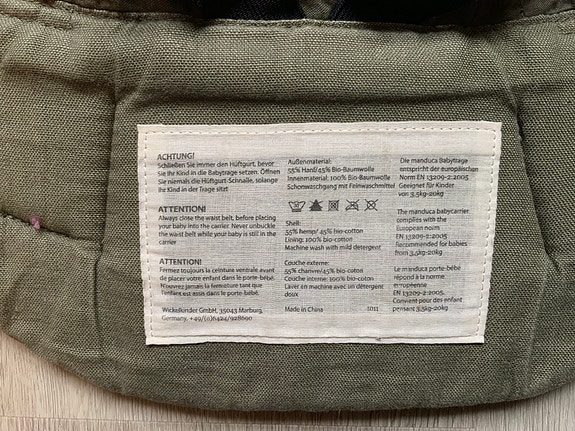 ACHTUNG!
Schließen Sie immer den Hüftgurt, bevor
Sie ihr Kind in die Babytrage setzen. Öffnen
Sie niemals die Hüftgurt-Schnalle, solange
ihr Kind in der Trage sitzt
ATTENTION!
Always close the waist belt, before placing
your baby into the carrier. Never unbuckle
the waist belt while your baby is still in the
carrier
ATTENTION!
Fermez toujours la ceinture ventrale avant
de placer votre enfant dans le porte-bébé.
N'ouvrez jamais la fermeture tant que
l'enfant est assis dans le porte-bébé.
Wickelkinder GmbH, 35043 Marburg,
Germany, +49/(0)6424/928690
Außenmaterial:
55% Hanf/45% Bio-Baumwolle
Innenmaterial: 100% Bio-Baumwolle
Schonwaschgang mit Feinwaschmittel
Shell:
55% hemp/ 45% bio-cotton
Lining: 100% bio-cotton
Machine wash with mild detergent
Couche externe:
55% chanvre/45% bio-coton
Couche interne: 100% bio-coton
Laver en machine avec un détergent
doux
Made in China
1011
Die manduca Babytrage
entspricht der europäischen
Norm EN 13209-2:2005
Geeignet für Kinder
von 3,5kg-20kg
The manduca babycarrier
complies with the
European norm
EN 13209-2:2005
Recommended for babies
from 3,5kg-20kg
Le manduca porte-bébé
répond à la norme
européenne
EN 13209-2:2005.
Convient pour des enfant
pensant 3,5kg-20kg